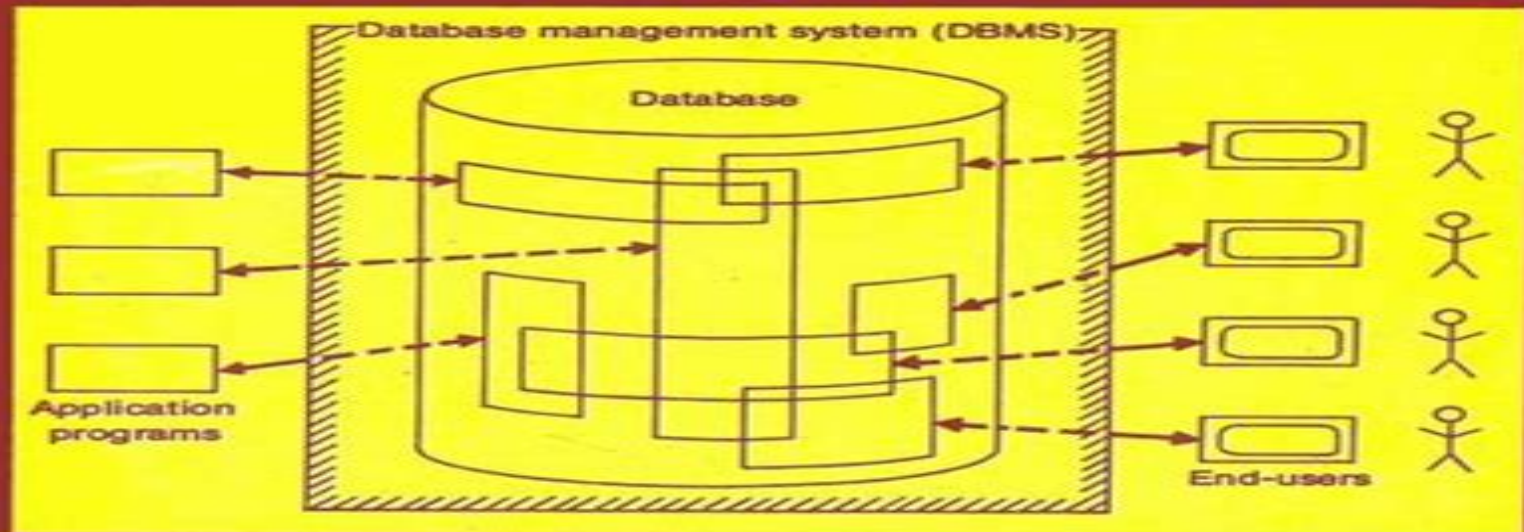 Database management system (DBMS)
Database
Application
programs
End-users